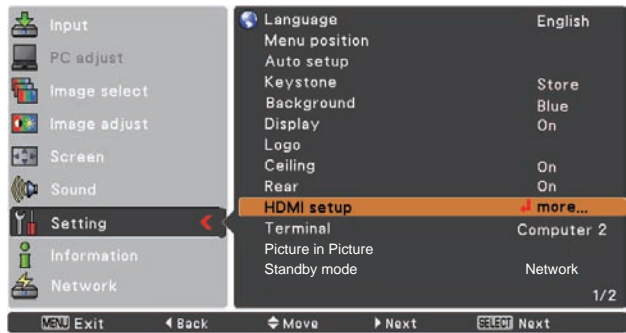 Input
PC adjust
Image select
Image adjust
Screen
Sound
Setting
Information
Network
Language English
Menu position
Auto setup
Keystone Store
Background Blue
Display On
Logo
Ceiling On
Rear On
HDMI setup more...
Terminal Computer 2
Picture in Picture
Standby mode Network
1/2
MENU Exit Back Move Next SELECT Next